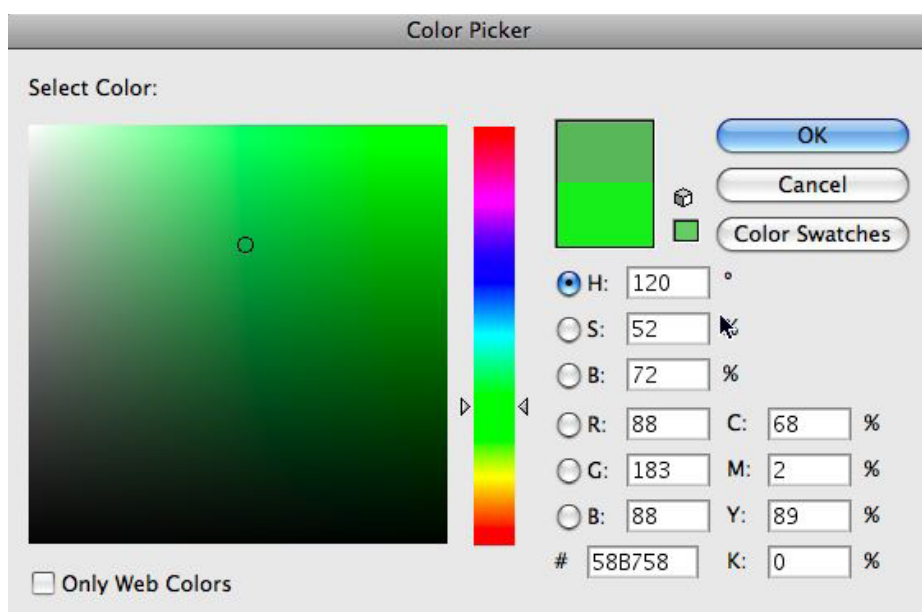 Color Picker
Select Color:
OK
Cancel
Color Swatches
H: 120 °
S: 52 %
B: 72 %
R: 88 C: 68 %
G: 183 M: 2 %
B: 88 Y: 89 %
# 58B758 K: 0 %
Only Web Colors